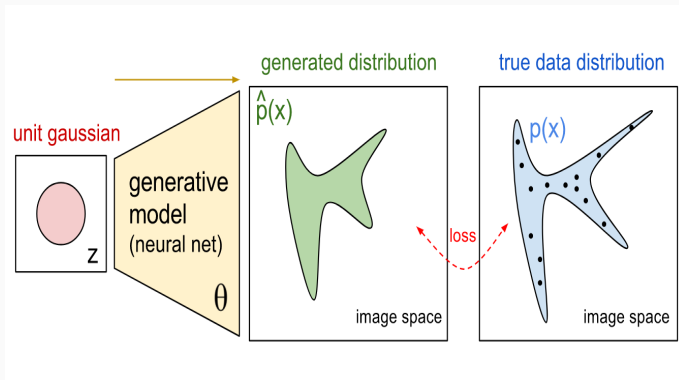 generated distribution
true data distribution
unit gaussian
p̂(x)
p(x)
generative
model
(neural net)
z
θ
loss
image space
image space